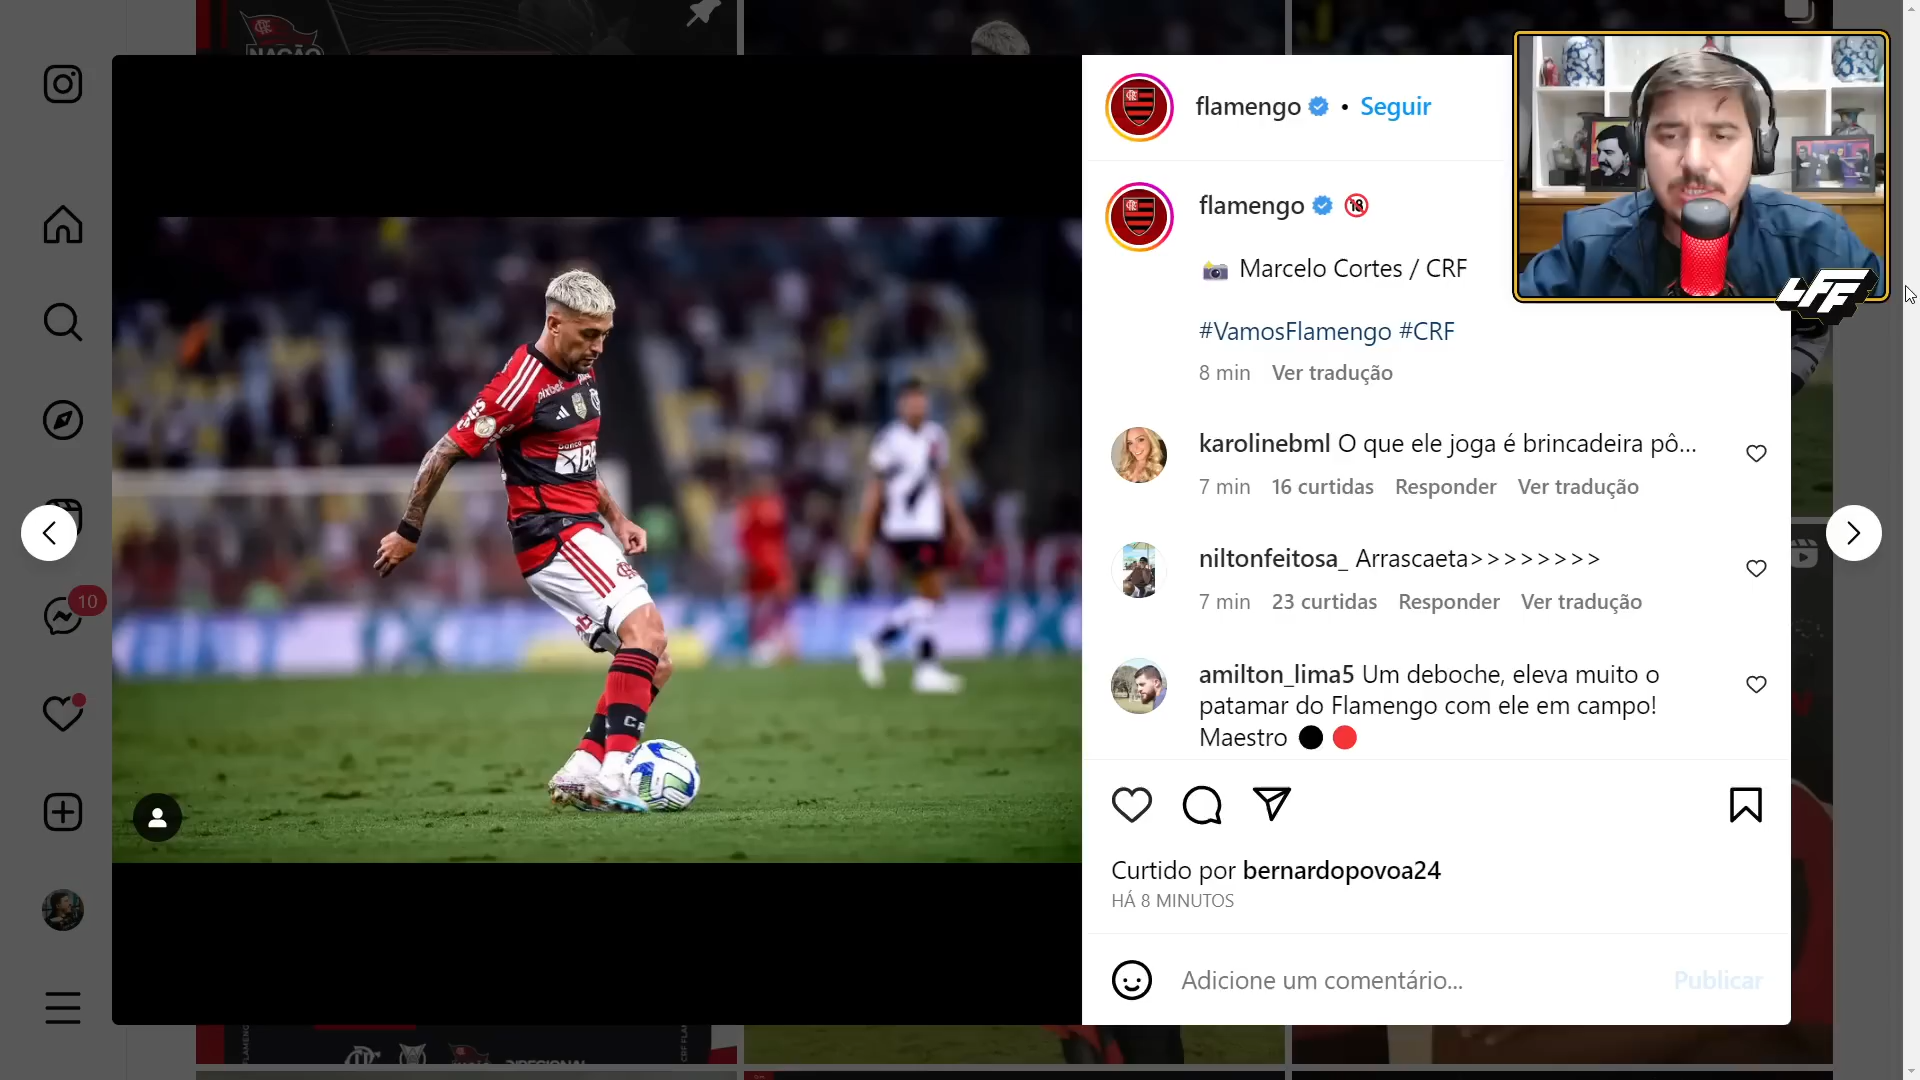 NAÇÃO
flamengo • Seguir
flamengo 🔞
📸 Marcelo Cortes / CRF
#VamosFlamengo #CRF
8 min Ver tradução
karolinebml O que ele joga é brincadeira pô...
7 min 16 curtidas Responder Ver tradução
niltonfeitosa_ Arrascaeta>>>>>>>>
7 min 23 curtidas Responder Ver tradução
amilton_lima5 Um deboche, eleva muito o
patamar do Flamengo com ele em campo!
Maestro ⚫🔴
Curtido por bernardopovoa24
HÁ 8 MINUTOS
Adicione um comentário...
Publicar
10
LFF
pixbet